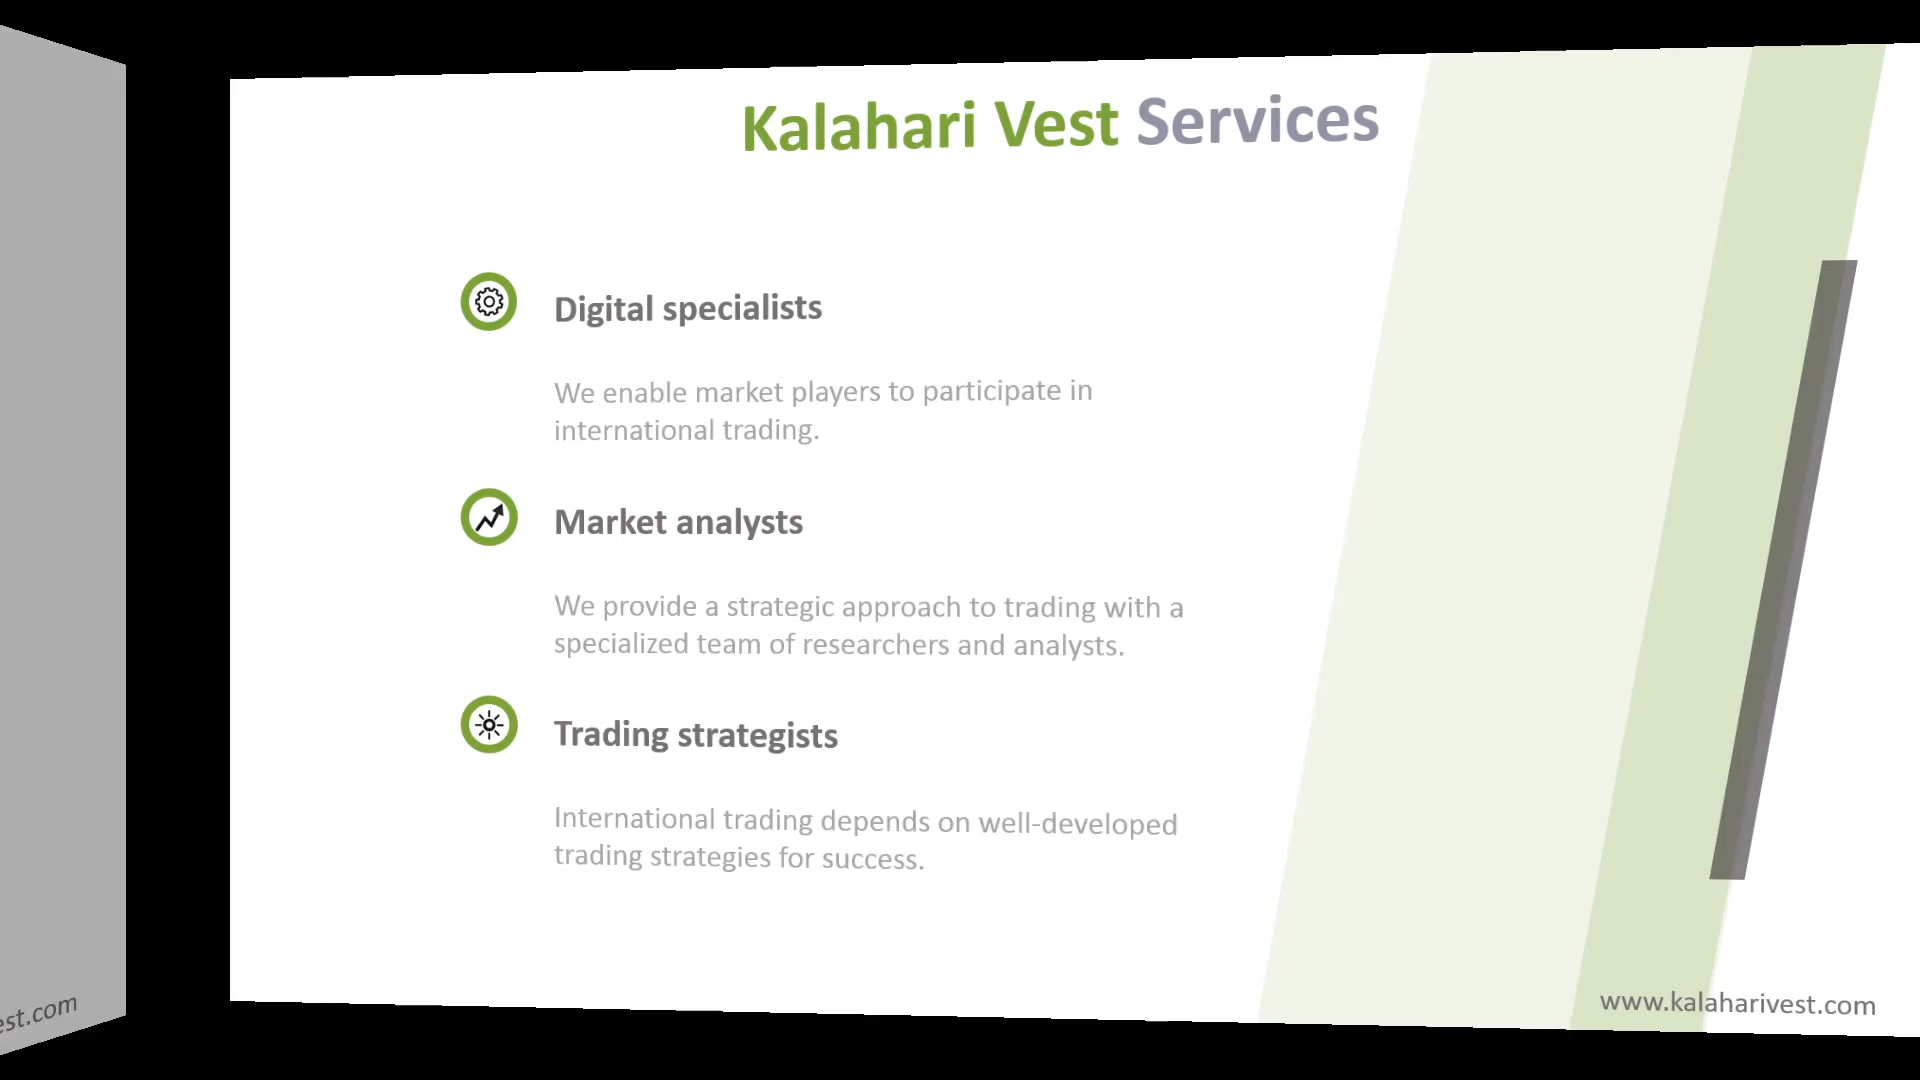 Kalahari Vest Services
Digital specialists
We enable market players to participate in
international trading.
Market analysts
We provide a strategic approach to trading with a
specialized team of researchers and analysts.
Trading strategists
International trading depends on well-developed
trading strategies for success.
www.kalaharivest.com
est.com